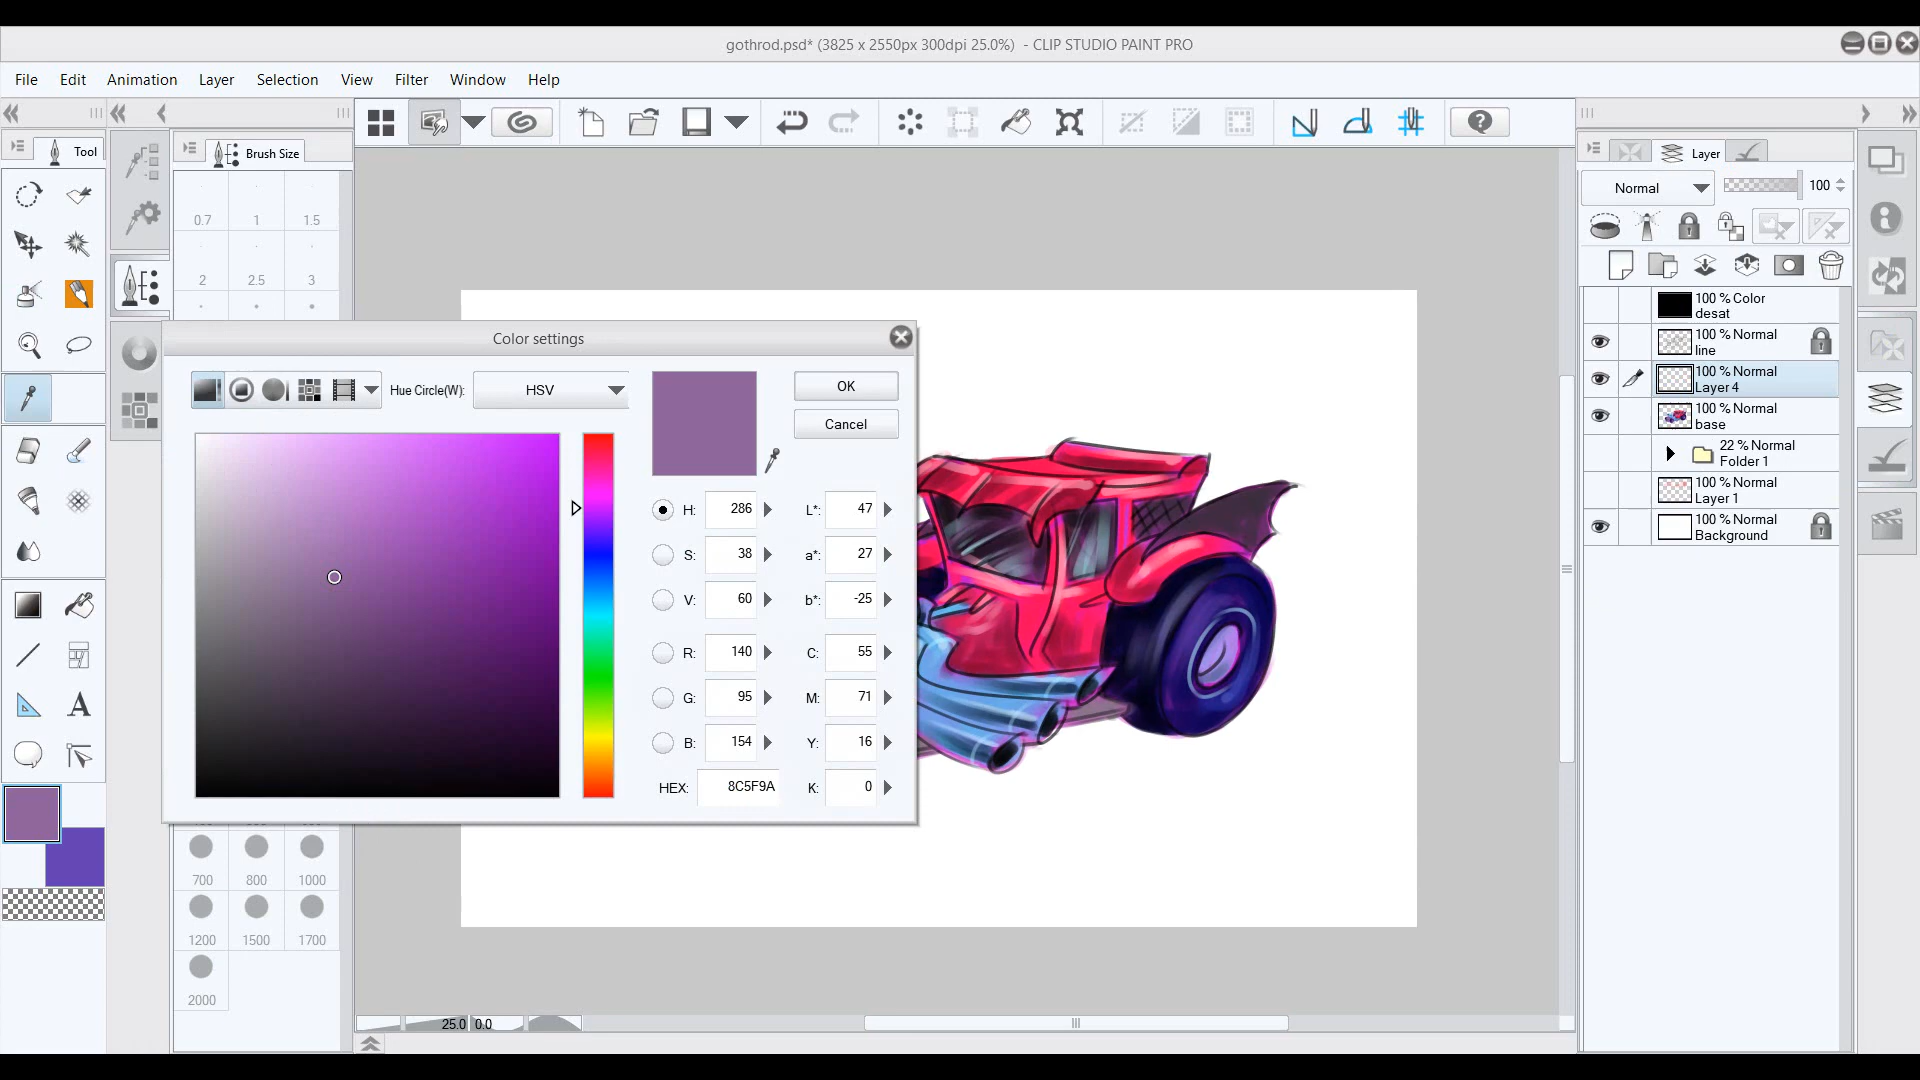 gothrod.psd* (3825 x 2550px 300dpi 25.0%) - CLIP STUDIO PAINT PRO
File Edit Animation Layer Selection View Filter Window Help
Tool
Brush Size
0.7 1 1.5
2 2.5 3
700 800 1000
1200 1500 1700
2000
Color settings
Hue Circle(W): HSV
OK
Cancel
H: 286 L*: 47
S: 38 a*: 27
V: 60 b*: -25
R: 140 C: 55
G: 95 M: 71
B: 154 Y: 16
HEX: 8C5F9A K: 0
25.0 0.0
Layer
Normal 100
100 % Color
desat
100 % Normal
line
100 % Normal
Layer 4
100 % Normal
base
22 % Normal
Folder 1
100 % Normal
Layer 1
100 % Normal
Background